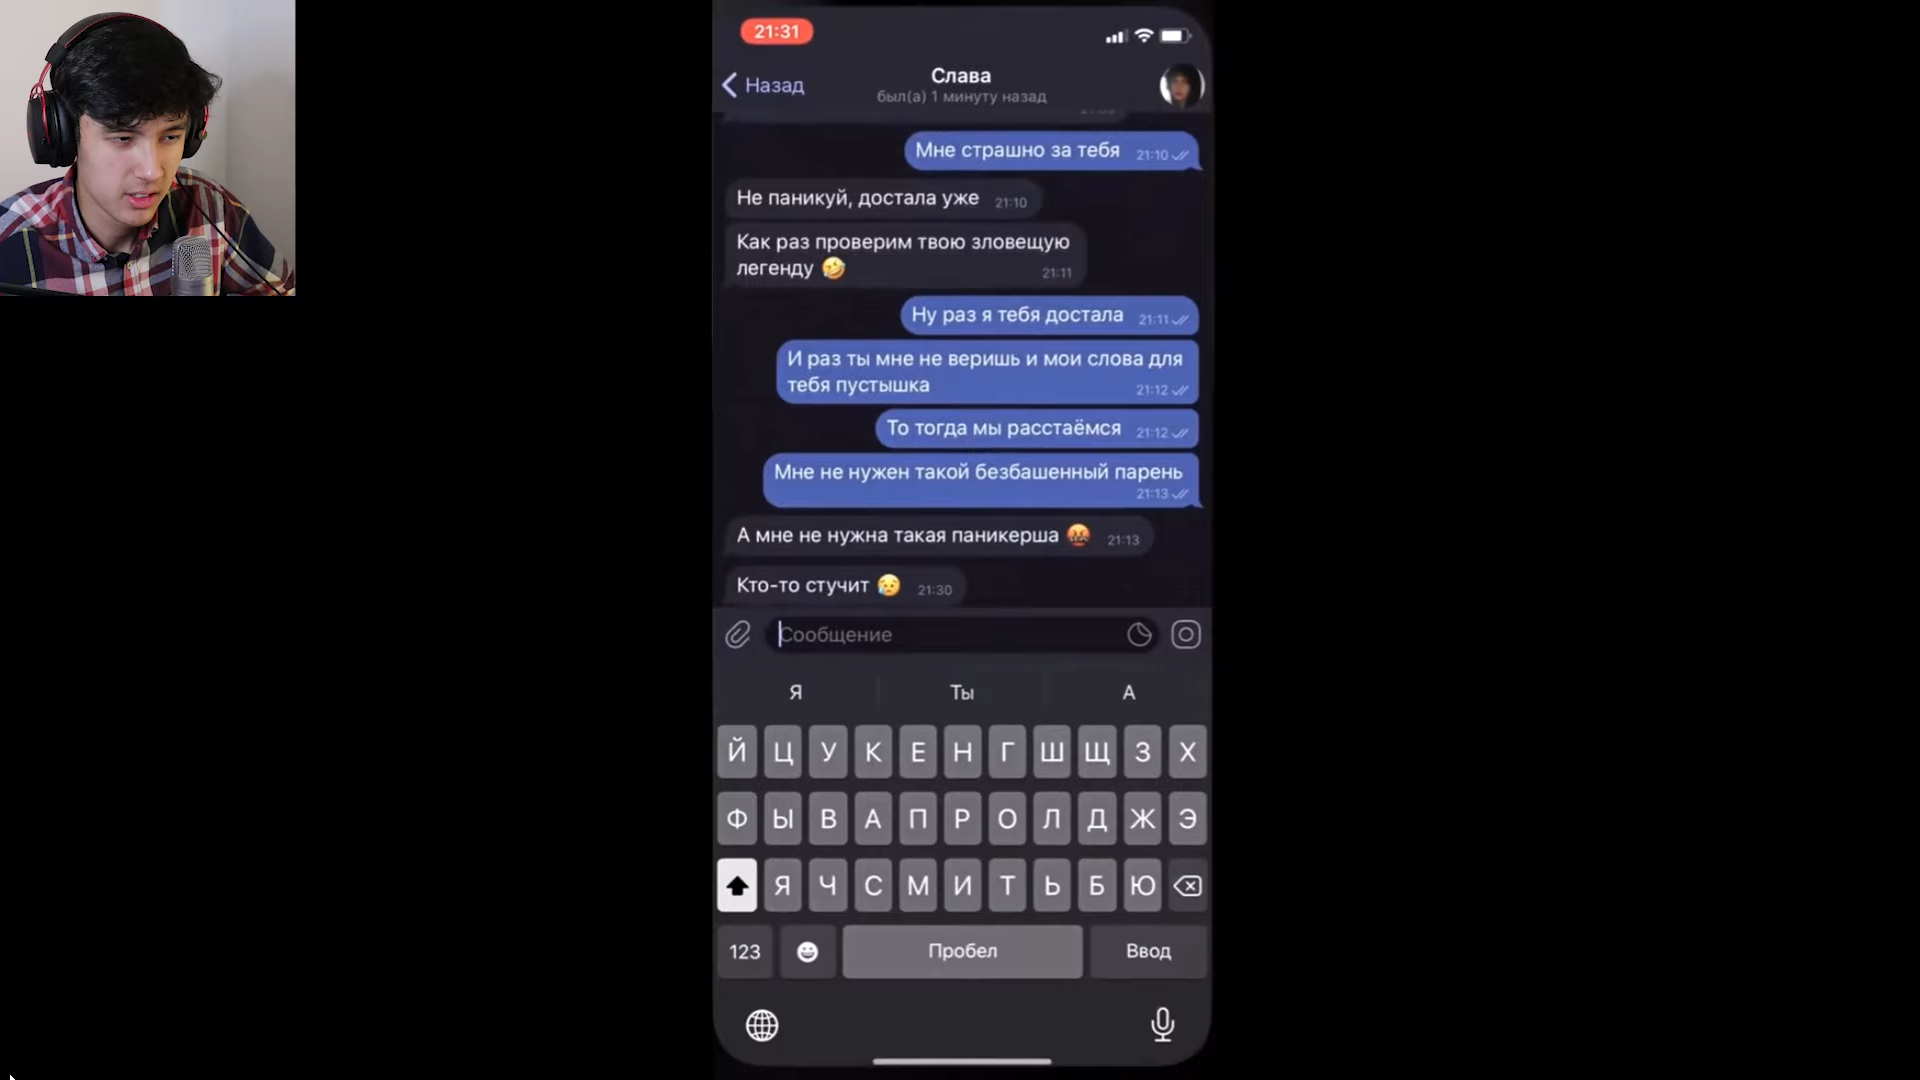 21:31
Назад
Слава
был(а) 1 минуту назад
Мне страшно за тебя 21:10
Не паникуй, достала уже 21:10
Как раз проверим твою зловещую
легенду 🤣 21:11
Ну раз я тебя достала 21:11
И раз ты мне не веришь и мои слова для
тебя пустышка 21:12
То тогда мы расстаёмся 21:12
Мне не нужен такой безбашенный парень
21:13
А мне не нужна такая паникерша 🤬 21:13
Кто-то стучит 😥 21:30
Сообщение
Я Ты А
Й Ц У К Е Н Г Ш Щ З Х
Ф Ы В А П Р О Л Д Ж Э
Я Ч С М И Т Ь Б Ю
123 Пробел Ввод